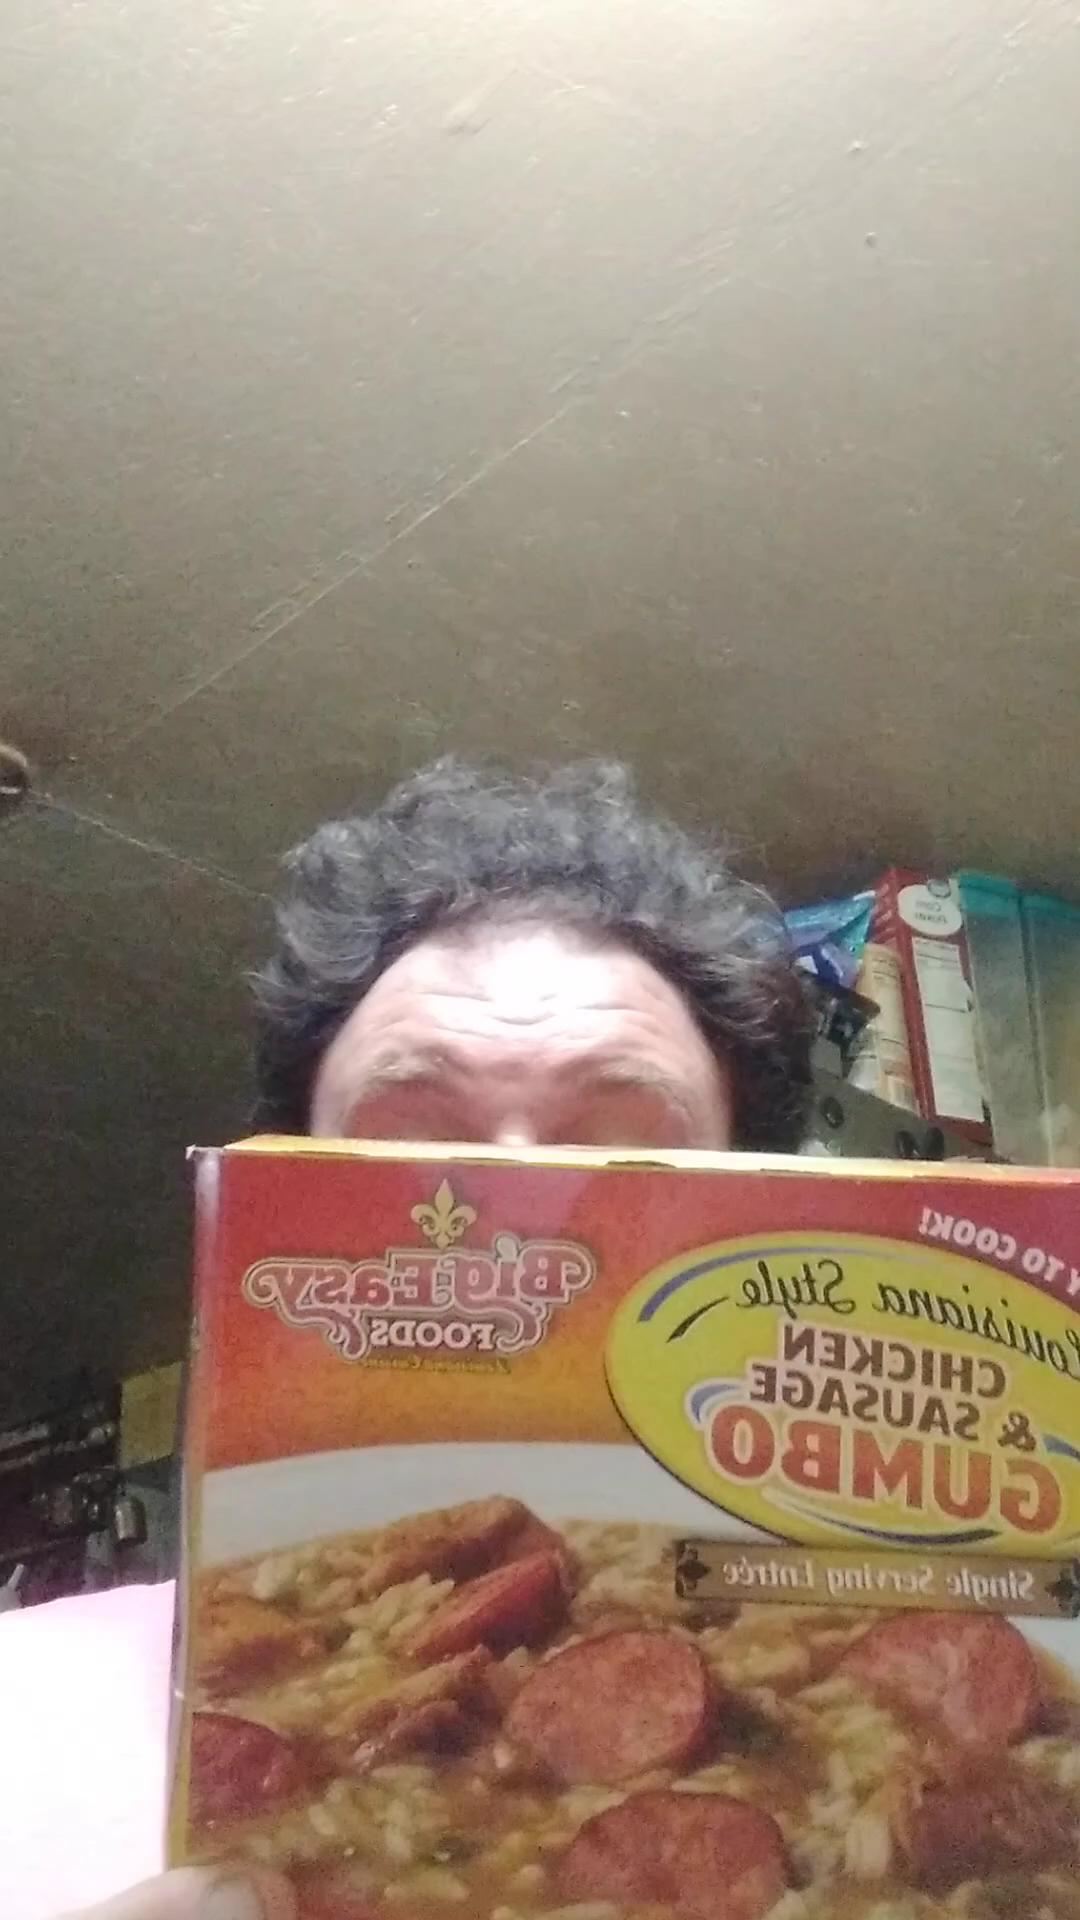 Big Easy
FOODS
Y TO COOK!
Louisiana Style
CHICKEN
& SAUSAGE
GUMBO
Single Serving Entrée